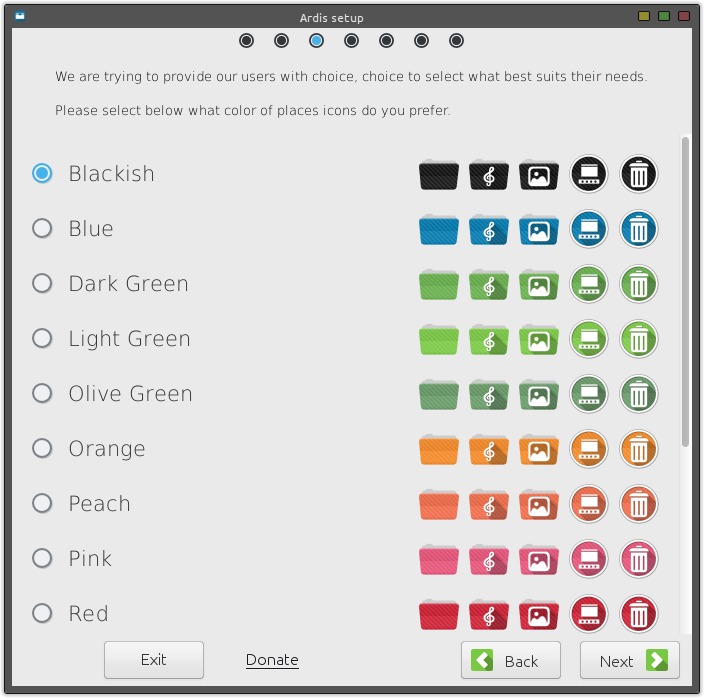 Ardis setup
We are trying to provide our users with choice, choice to select what best suits their needs.
Please select below what color of places icons do you prefer.
Blackish
Blue
Dark Green
Light Green
Olive Green
Orange
Peach
Pink
Red
Exit
Donate
Back
Next